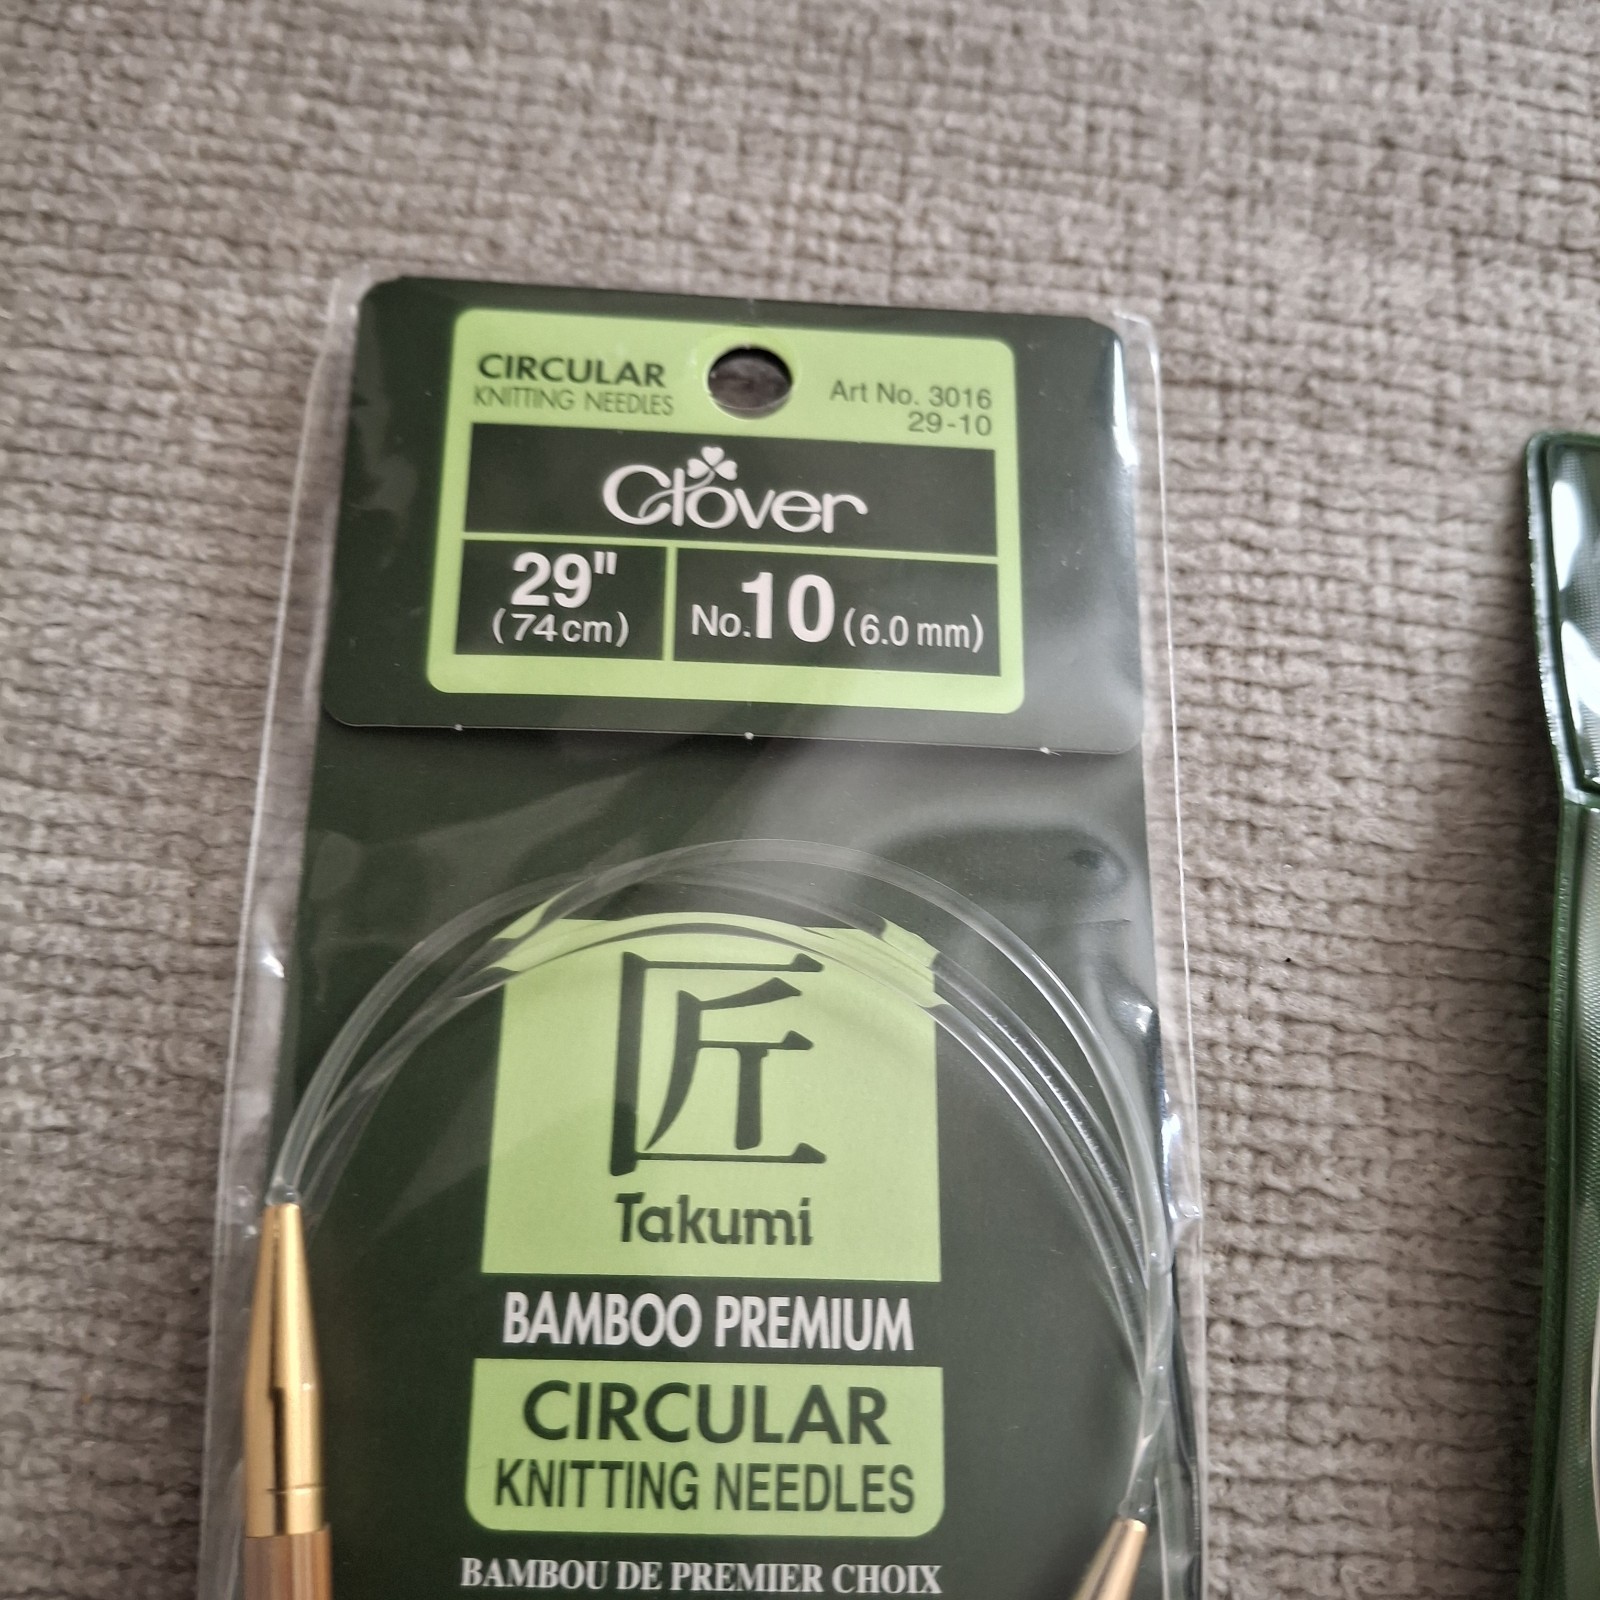 CIRCULAR
KNITTING NEEDLES
Art No. 3016
29-10
Clover
29"
(74cm)
No.10 (6.0 mm)
匠
Takumi
BAMBOO PREMIUM
CIRCULAR
KNITTING NEEDLES
BAMBOU DE PREMIER CHOIX